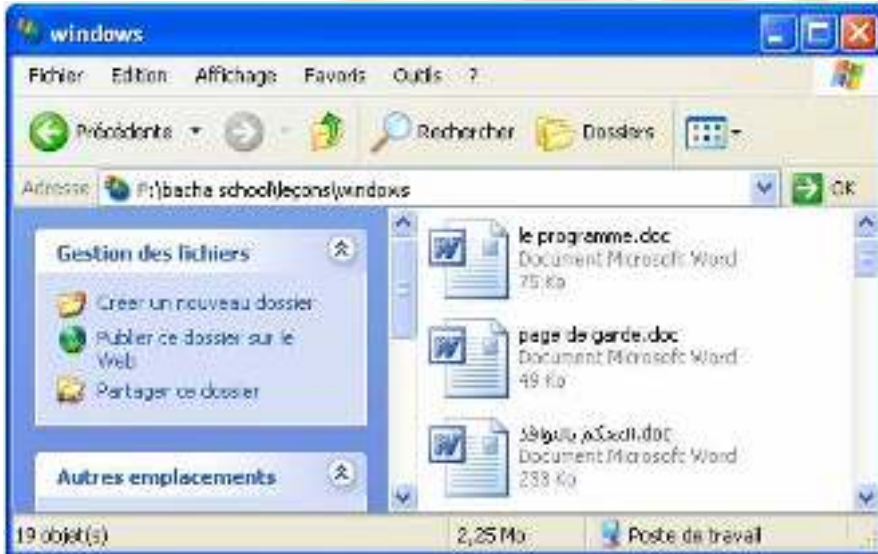 windows
Fichier Edition Affichage Favoris Outils ?
Précédente Rechercher Dossiers
Adresse F:\bacha school\leçons\windows OK
Gestion des fichiers
Créer un nouveau dossier
Publier ce dossier sur le
Web
Partager ce dossier
Autres emplacements
le programme.doc
Document Microsoft Word
75 Ko
page de garde.doc
Document Microsoft Word
49 Ko
التحكم بالنوافذ.doc
Document Microsoft Word
233 Ko
19 objet(s) 2,25 Mo Poste de travail